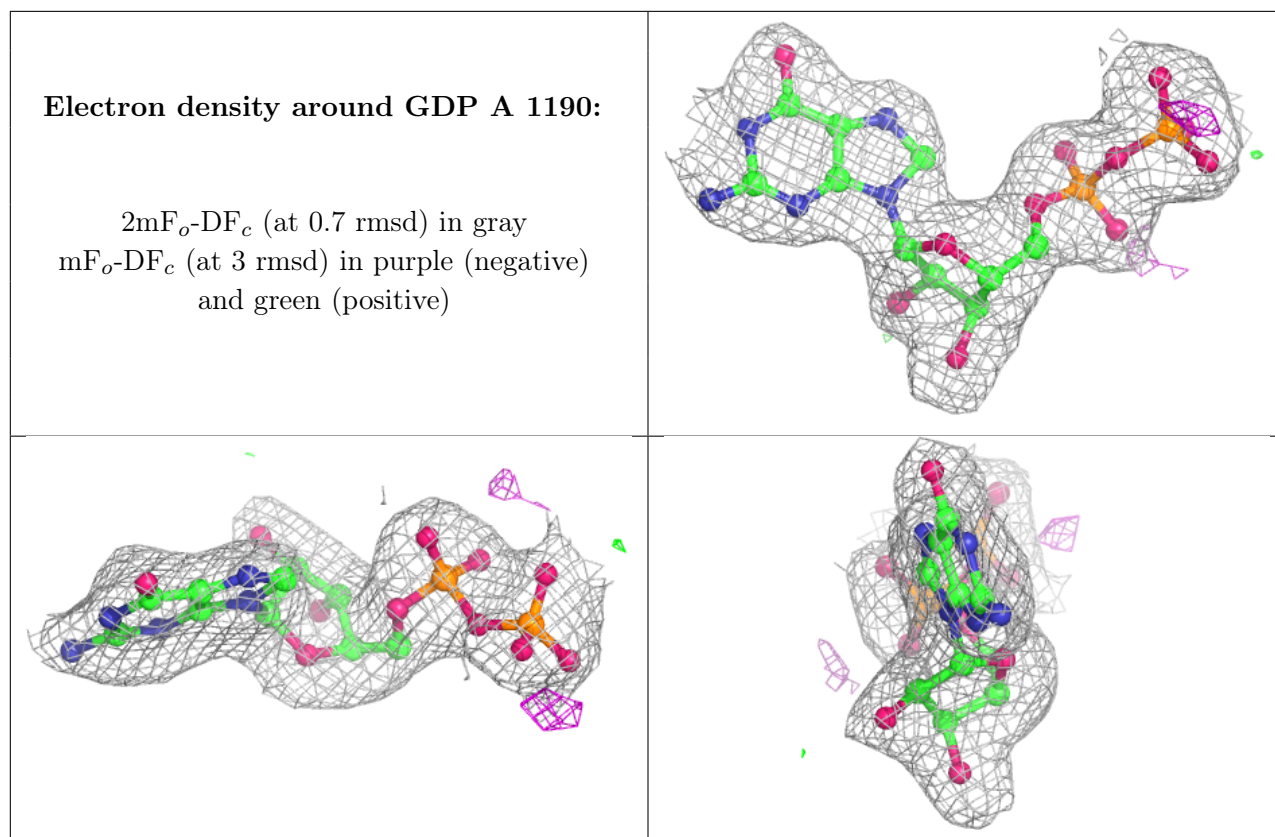 Electron density around GDP A 1190:
2mFo-DFc (at 0.7 rmsd) in gray
mFo-DFc (at 3 rmsd) in purple (negative)
and green (positive)